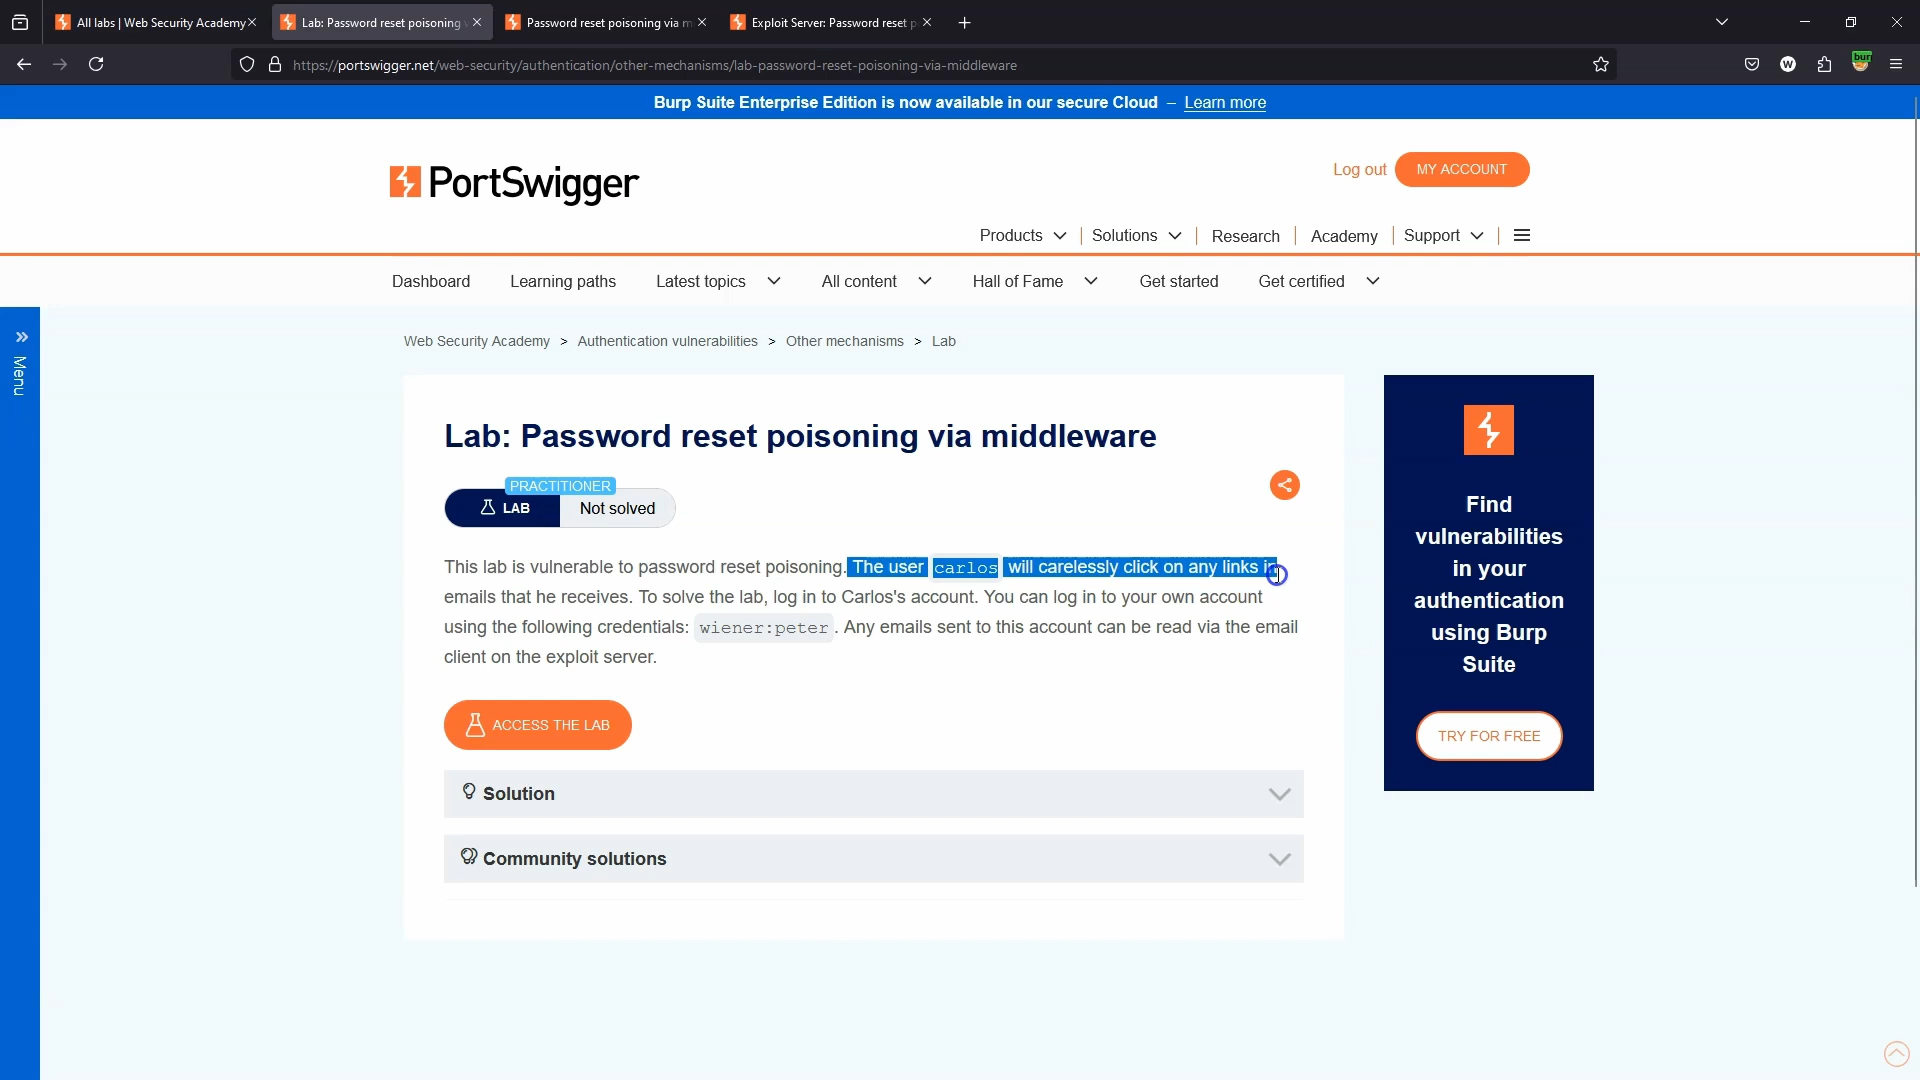 All labs | Web Security Academy
Lab: Password reset poisoning
Password reset poisoning via m
Exploit Server: Password reset p
https://portswigger.net/web-security/authentication/other-mechanisms/lab-password-reset-poisoning-via-middleware
W
bur
Burp Suite Enterprise Edition is now available in our secure Cloud – Learn more
PortSwigger
Log out
MY ACCOUNT
Products
Solutions
Research
Academy
Support
Dashboard
Learning paths
Latest topics
All content
Hall of Fame
Get started
Get certified
Menu
Web Security Academy > Authentication vulnerabilities > Other mechanisms > Lab
Lab: Password reset poisoning via middleware
PRACTITIONER
LAB
Not solved
This lab is vulnerable to password reset poisoning. The user carlos will carelessly click on any links in
emails that he receives. To solve the lab, log in to Carlos's account. You can log in to your own account
using the following credentials: wiener:peter. Any emails sent to this account can be read via the email
client on the exploit server.
ACCESS THE LAB
Solution
Community solutions
Find
vulnerabilities
in your
authentication
using Burp
Suite
TRY FOR FREE